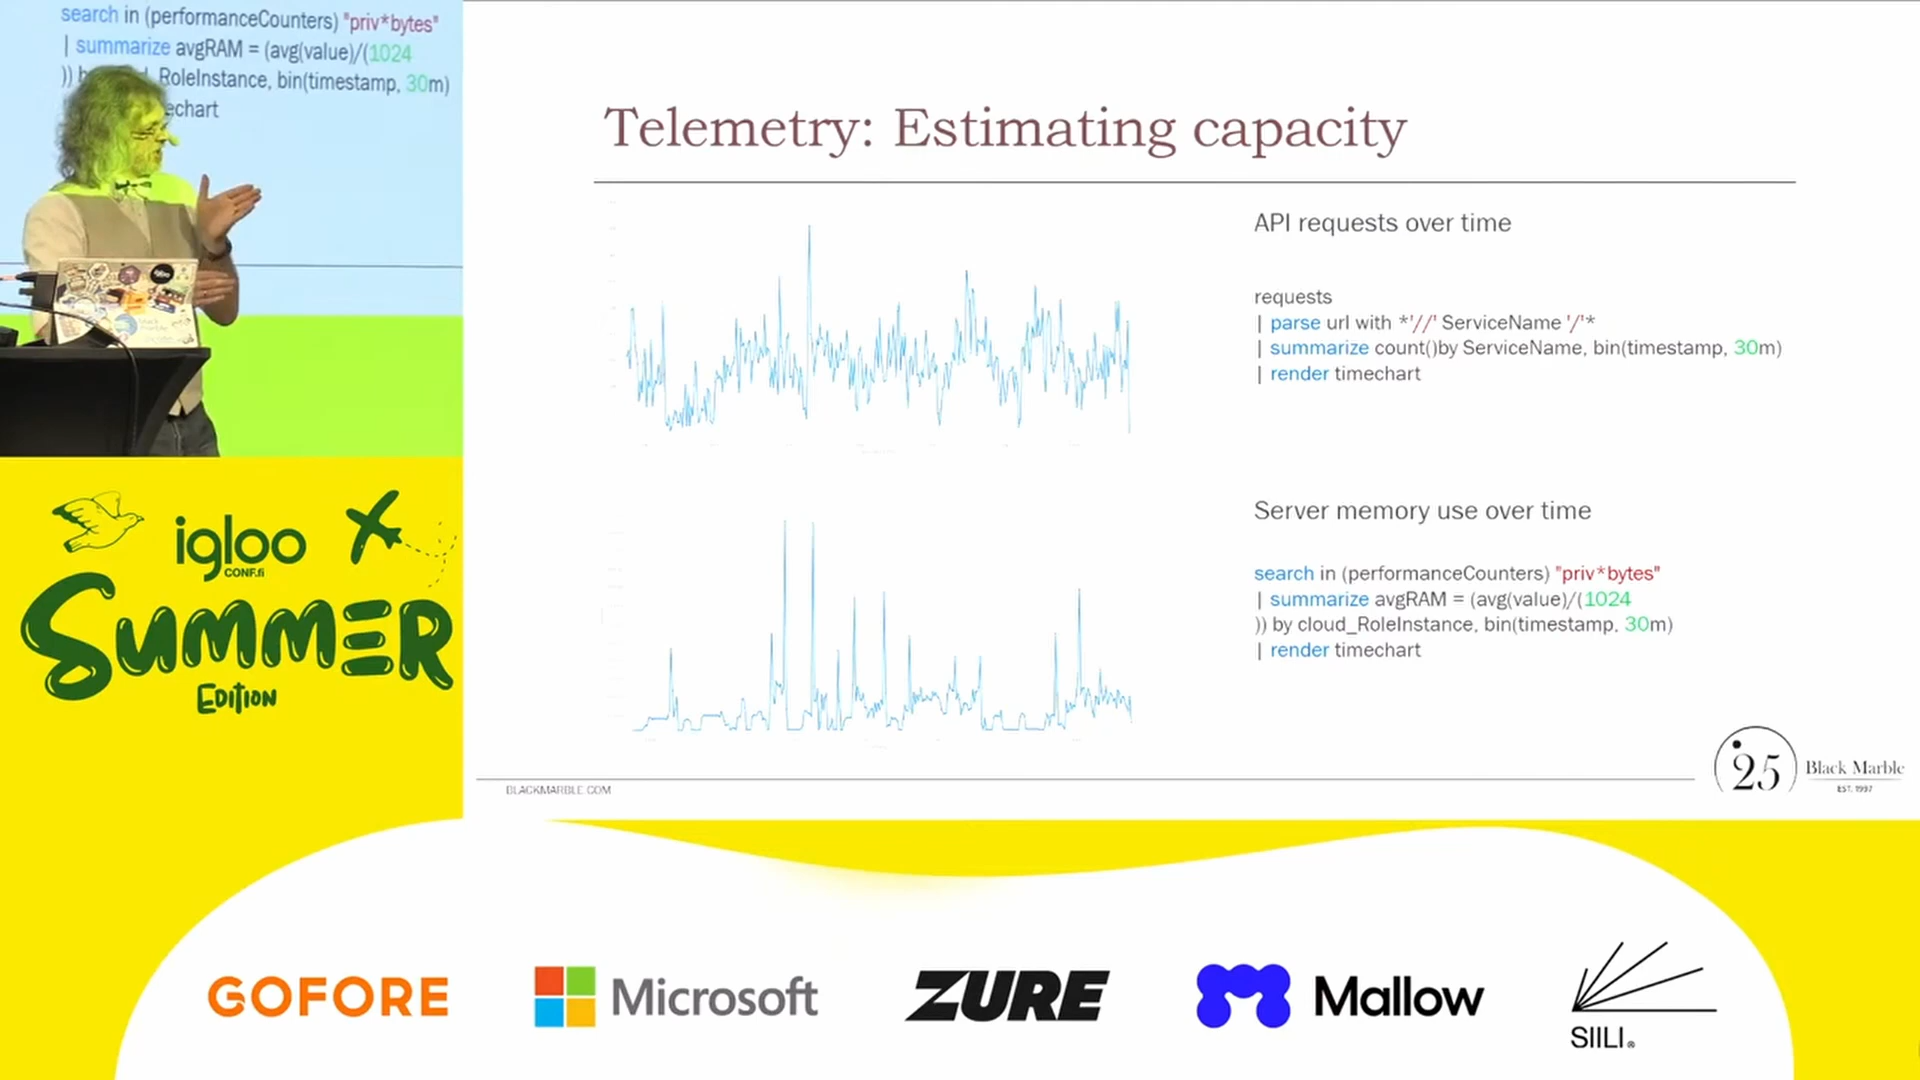 search in (performanceCounters) "priv*bytes"
| summarize avgRAM = (avg(value)/(1024
)) b RoleInstance, bin(timestamp, 30m)
echart
Telemetry: Estimating capacity
API requests over time
requests
| parse url with *'//' ServiceName '/'*
| summarize count()by ServiceName, bin(timestamp, 30m)
| render timechart
Server memory use over time
search in (performanceCounters) "priv*bytes"
| summarize avgRAM = (avg(value)/(1024
)) by cloud_RoleInstance, bin(timestamp, 30m)
| render timechart
BLACKMARBLE.COM
25
Black Marble
EST. 1997
igloo
CONF.fi
SUMMER
EDITION
GOFORE
Microsoft
ZURE
Mallow
SIILI®